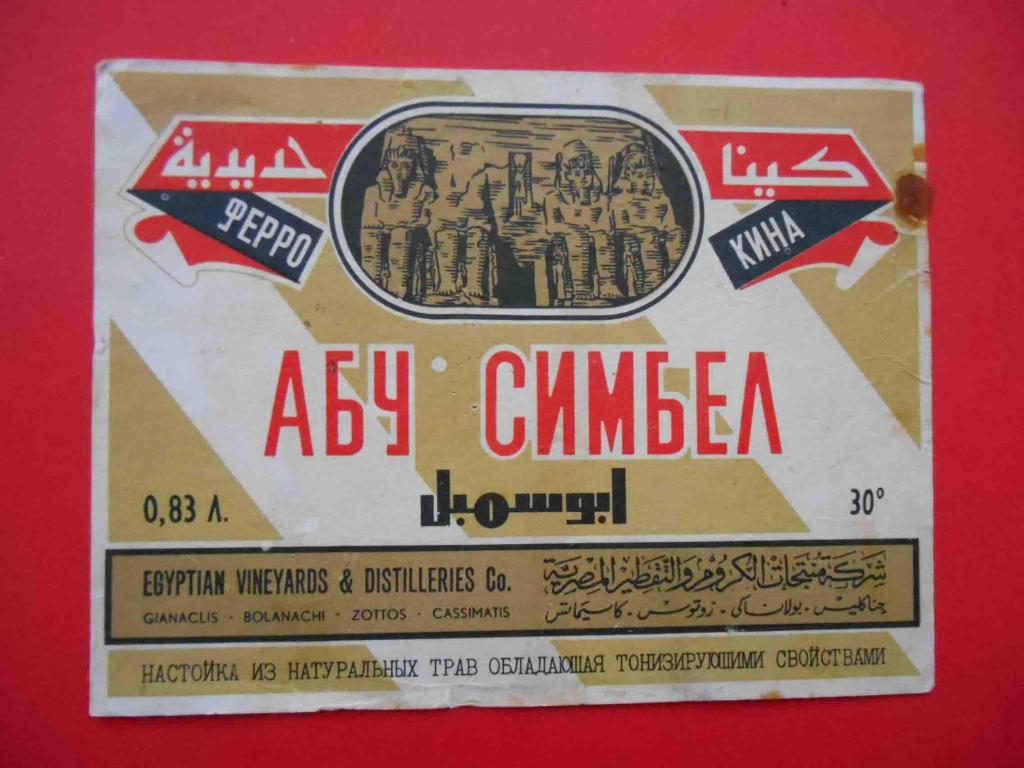 كينا حديدية
ФЕРРО КИНА
АБУ СИМБЕЛ
ابوسمبل
0,83 Л. 30°
EGYPTIAN VINEYARDS & DISTILLERIES Co.
شركة منتجات الكروم والتقطير المصرية
GIANACLIS · BOLANACHI · ZOTTOS · CASSIMATIS
جناكليس . بولاناكى . زوتوس . كاسيماتس
НАСТОЙКА ИЗ НАТУРАЛЬНЫХ ТРАВ ОБЛАДАЮЩАЯ ТОНИЗИРУЮЩИМИ СВОЙСТВАМИ